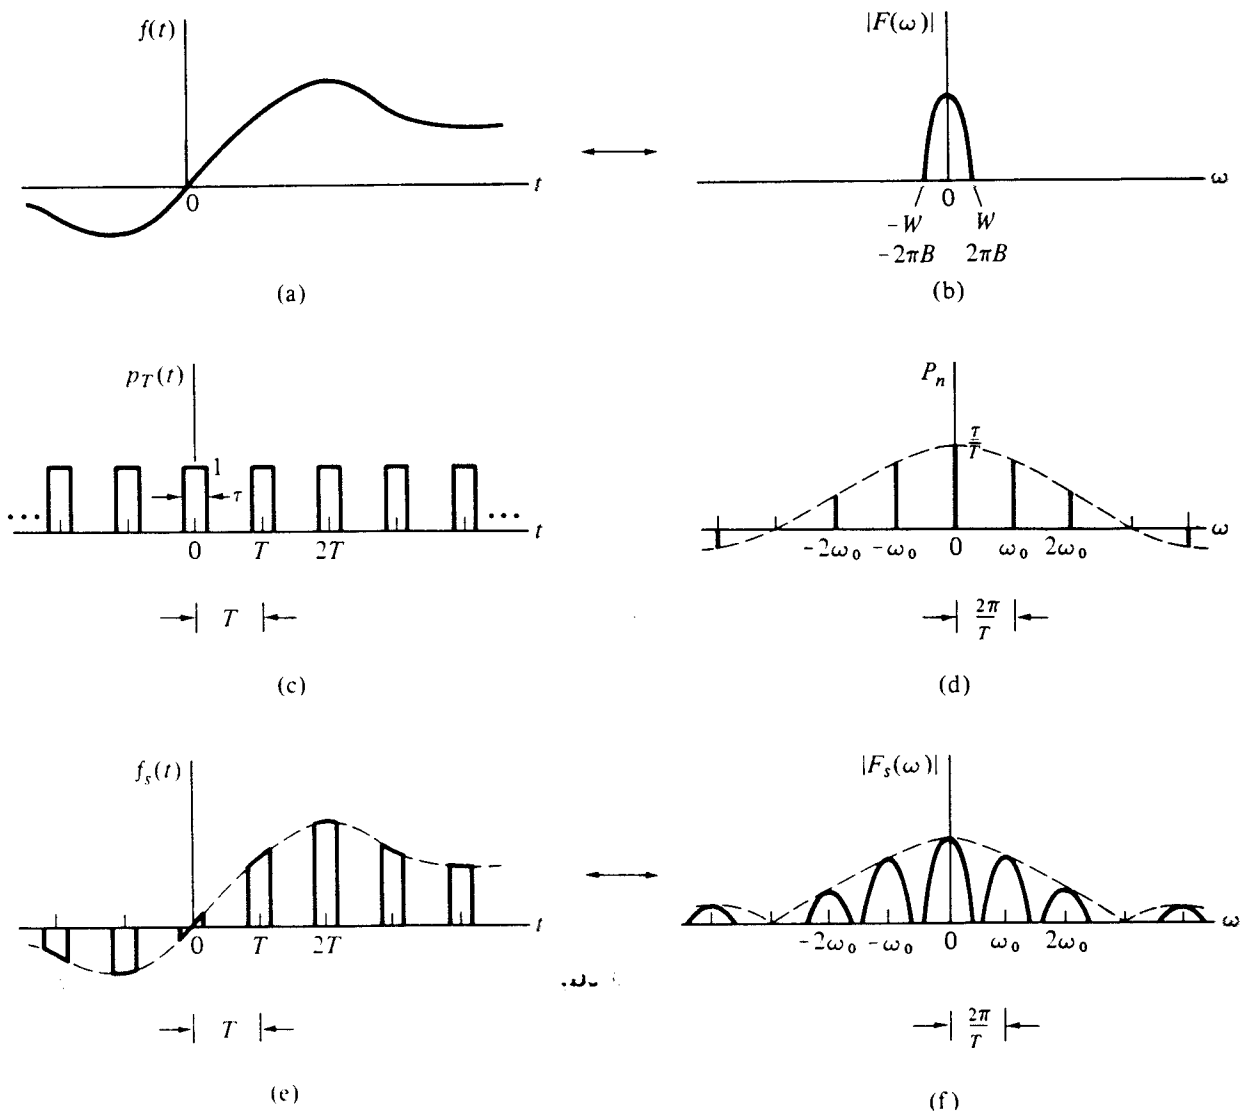 f(t)
0
t
(a)
|F(ω)|
0
ω
-W W
-2πB 2πB
(b)
p_T(t)
1
τ
... ...
0 T 2T
t
T
(c)
P_n
τ/T
-2ω₀ -ω₀ 0 ω₀ 2ω₀
ω
2π/T
(d)
f_s(t)
0 T 2T
t
T
(e)
|F_s(ω)|
-2ω₀ -ω₀ 0 ω₀ 2ω₀
ω
2π/T
(f)